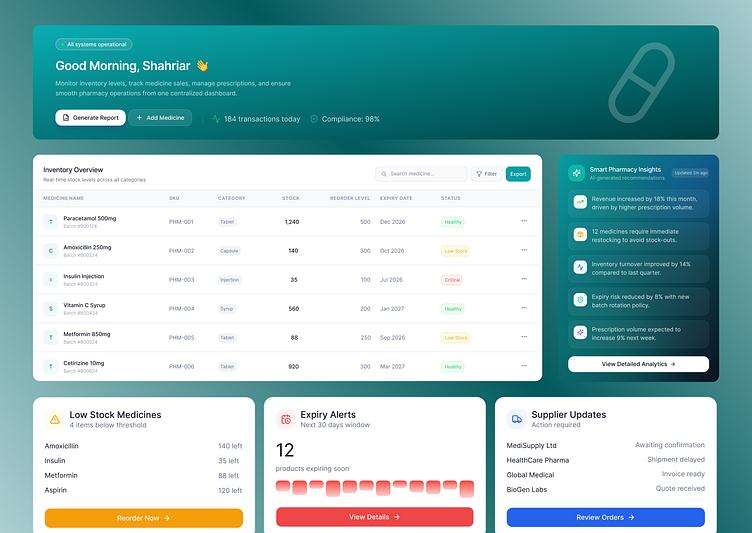 All systems operational
Good Morning, Shahriar 👋
Monitor inventory levels, track medicine sales, manage prescriptions, and ensure
smooth pharmacy operations from one centralized dashboard.
Generate Report
Add Medicine
184 transactions today
Compliance: 98%
Inventory Overview
Real-time stock levels across all categories
Search medicine...
Filter
Export
MEDICINE NAME SKU CATEGORY STOCK REORDER LEVEL EXPIRY DATE STATUS
T Paracetamol 500mg PHM-001 Tablet 1,240 500 Dec 2026 Healthy ...
C Amoxicillin 250mg PHM-002 Capsule 140 300 Oct 2026 Low Stock ...
I Insulin Injection PHM-003 Injection 35 100 Jul 2026 Critical ...
S Vitamin C Syrup PHM-004 Syrup 560 200 Jan 2027 Healthy ...
T Metformin 850mg PHM-005 Tablet 88 250 Sep 2026 Low Stock ...
T Cetirizine 10mg PHM-006 Tablet 920 300 Mar 2027 Healthy ...
Smart Pharmacy Insights
AI-generated recommendations
Updated 1m ago
Revenue increased by 18% this month,
driven by higher prescription volume.
12 medicines require immediate
restocking to avoid stock-outs.
Inventory turnover improved by 14%
compared to last quarter.
Expiry risk reduced by 8% with new
batch rotation policy.
Prescription volume expected to
increase 9% next week.
View Detailed Analytics →
Low Stock Medicines
4 items below threshold
Amoxicillin 140 left
Insulin 35 left
Metformin 88 left
Aspirin 120 left
Reorder Now →
Expiry Alerts
Next 30 days window
12
products expiring soon
View Details →
Supplier Updates
Action required
MediSupply Ltd Awaiting confirmation
HealthCare Pharma Shipment delayed
Global Medical Invoice ready
BioGen Labs Quote received
Review Orders →